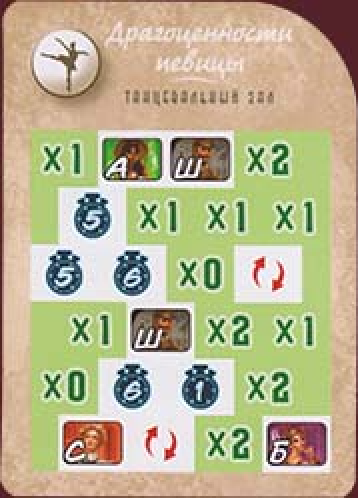 Драгоценности
певицы
ТАНЦЕВАЛЬНЫЙ ЗАЛ
x1 А. Ш x2
5 x1 x1 x1
5 6 x0
x1 Ш x2 x1
x0 6 1 x2
С. x2 Б